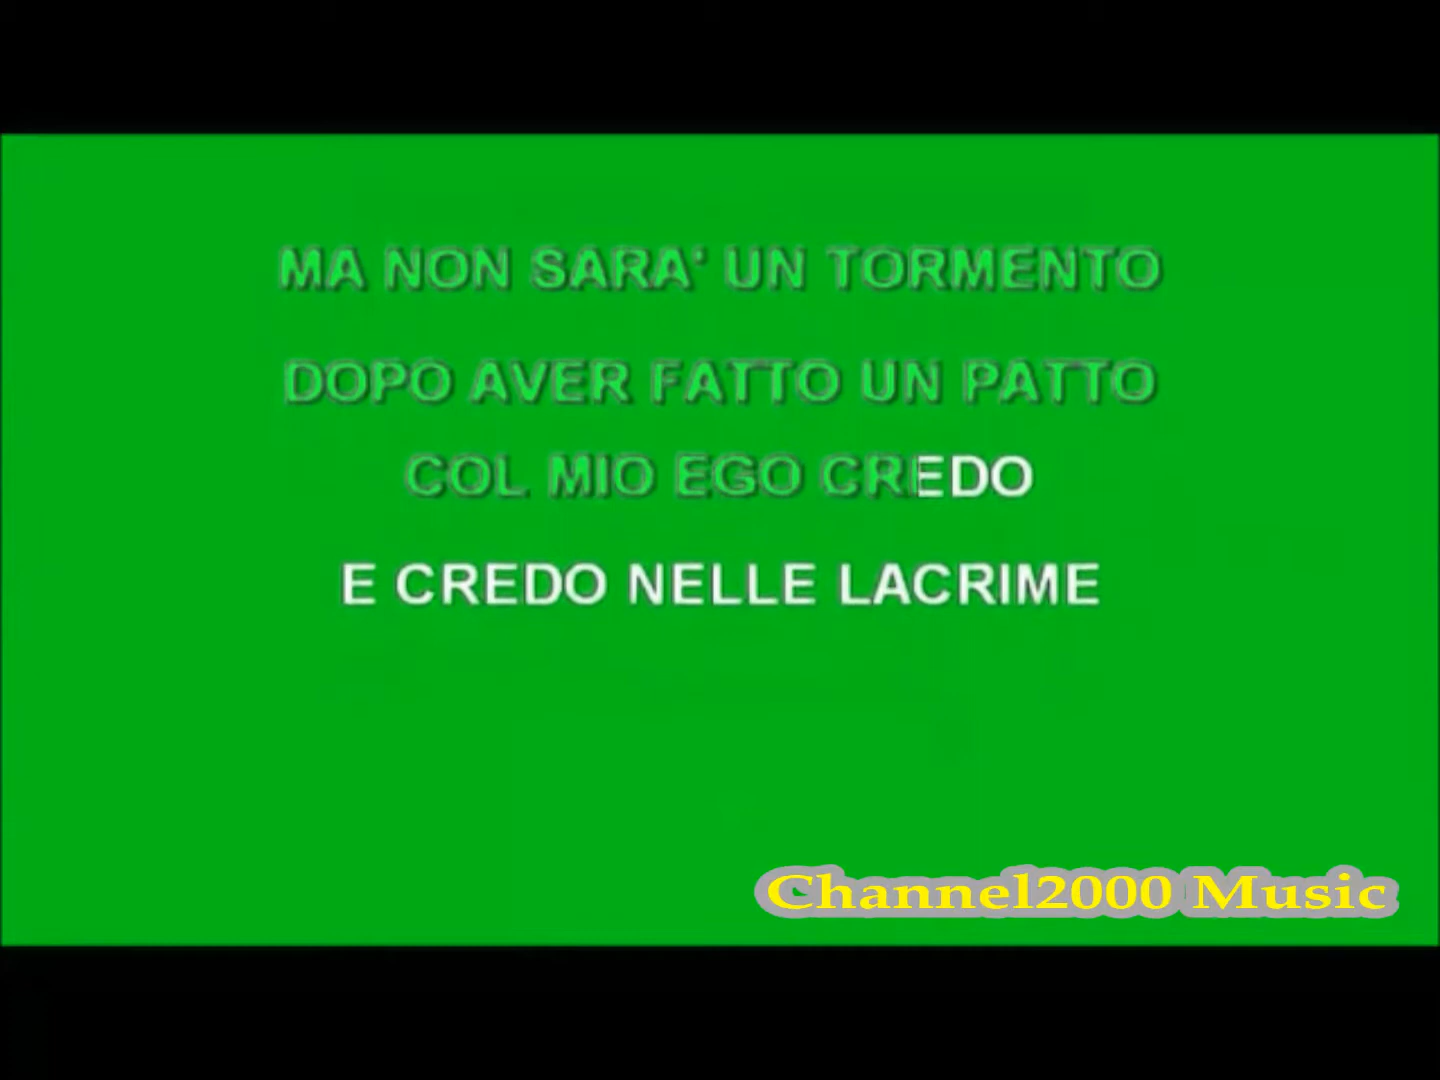 MA NON SARA' UN TORMENTO
DOPO AVER FATTO UN PATTO
COL MIO EGO CREDO
E CREDO NELLE LACRIME
Channel2000 Music